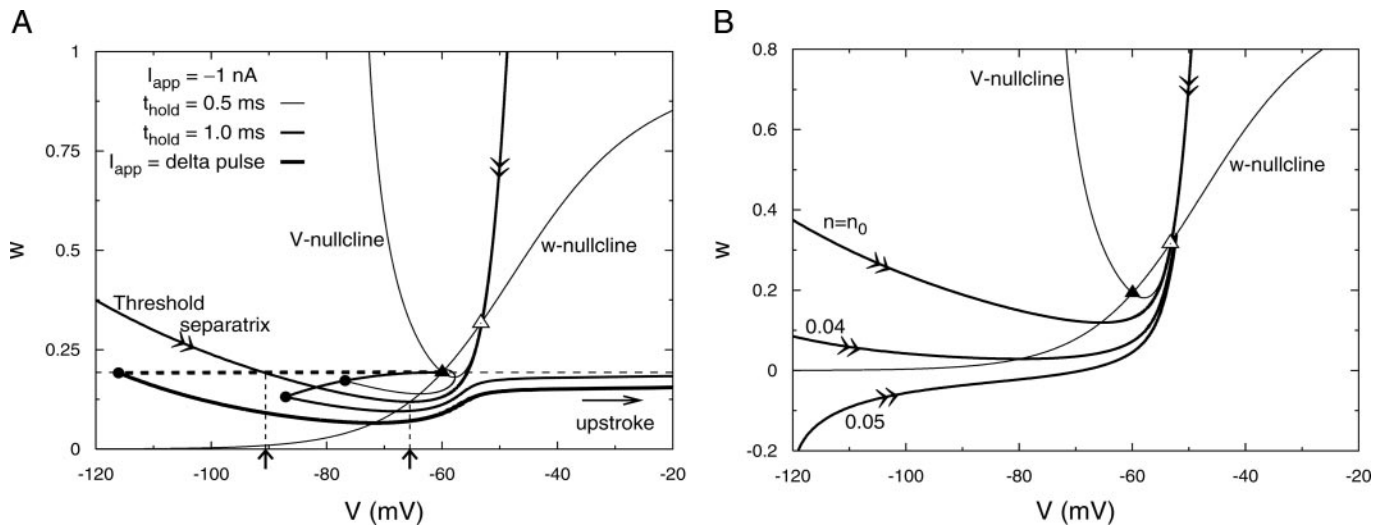 A
1
0.75
0.5
0.25
0
w
I_app = −1 nA
t_hold = 0.5 ms
t_hold = 1.0 ms
I_app = delta pulse
V-nullcline
w-nullcline
Threshold
separatrix
upstroke
-120 -100 -80 -60 -40 -20
V (mV)
B
0.8
0.6
0.4
0.2
0
-0.2
w
V-nullcline
w-nullcline
n=n_0
0.04
0.05
-120 -100 -80 -60 -40 -20
V (mV)